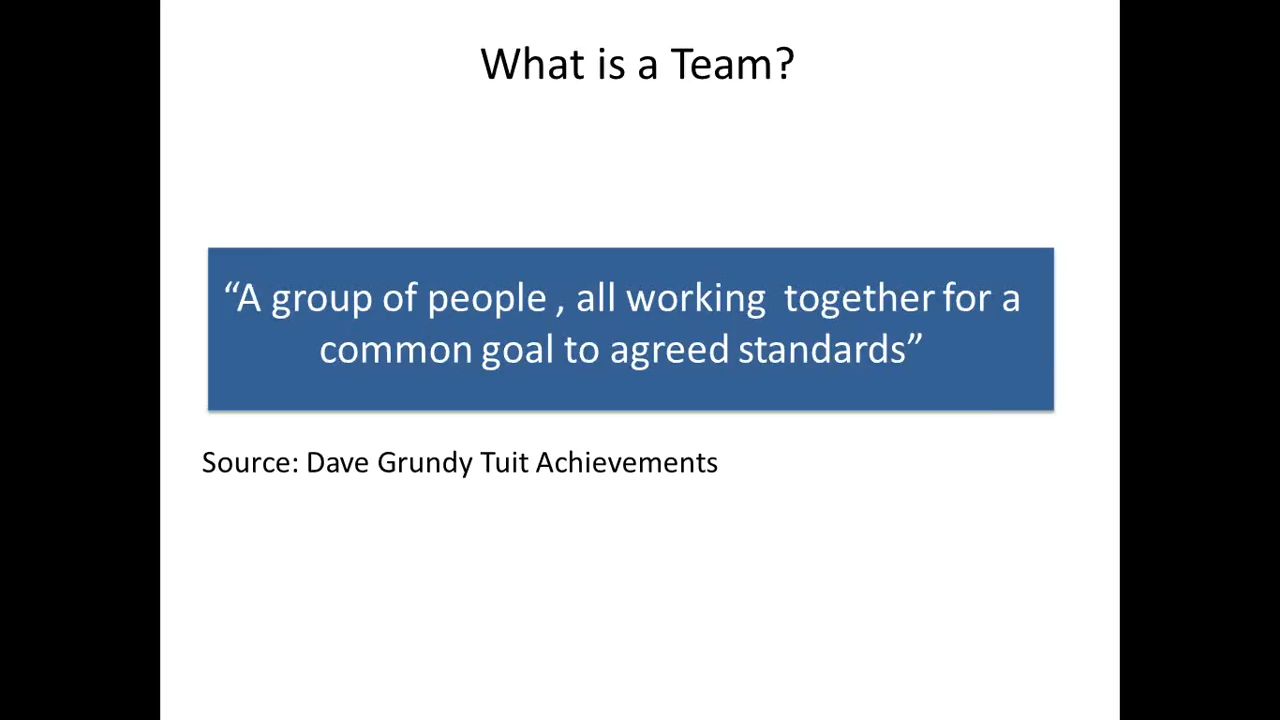 What is a Team?
“A group of people , all working  together for a
common goal to agreed standards”
Source: Dave Grundy Tuit Achievements